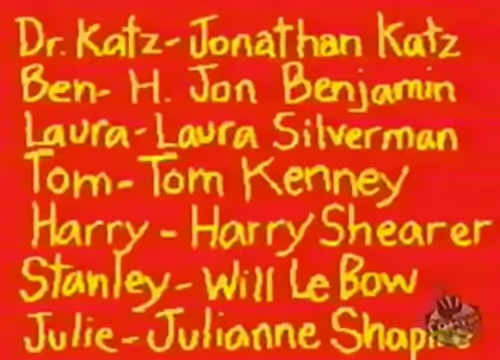 Dr. Katz- Jonathan Katz
Ben- H. Jon Benjamin
Laura- Laura Silverman
Tom- Tom Kenney
Harry - Harry Shearer
Stanley- Will Le Bow
Julie- Julianne